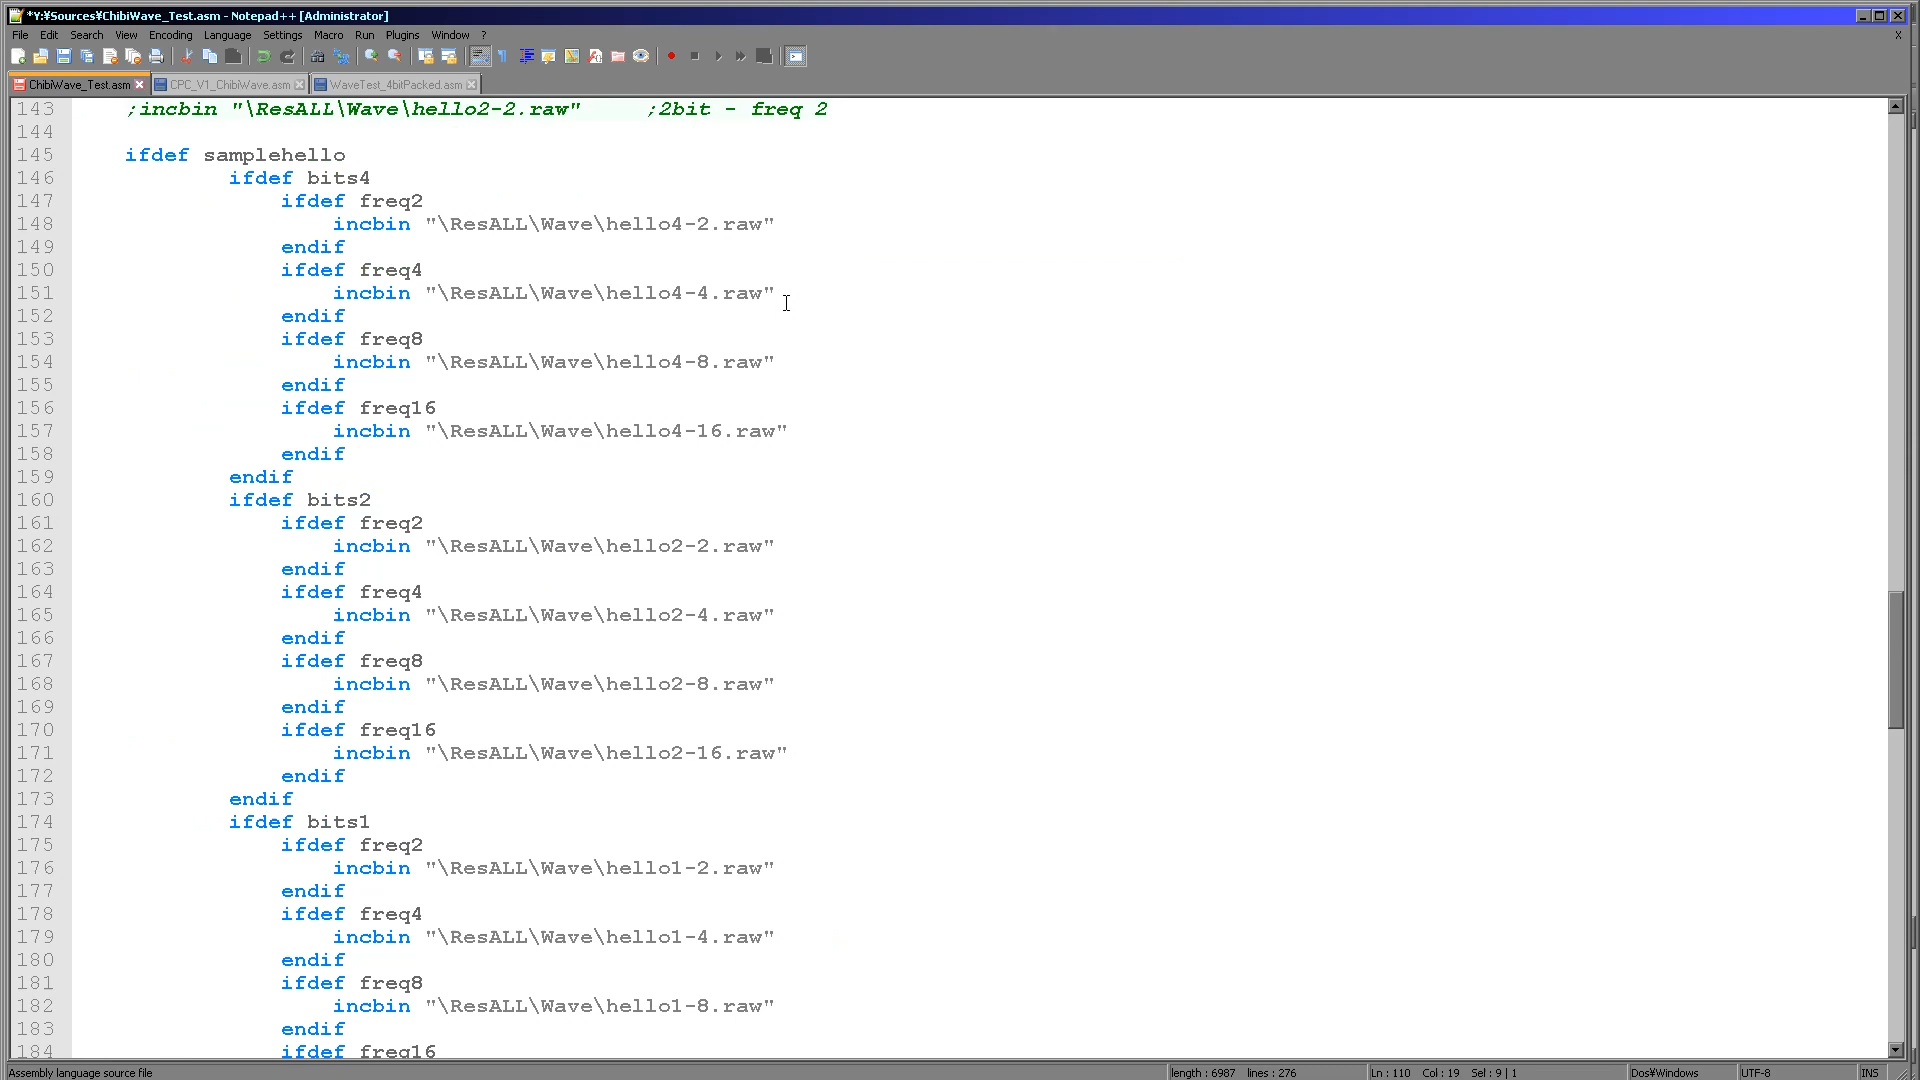 *Y:¥Sources¥ChibiWave_Test.asm - Notepad++ [Administrator]
File Edit Search View Encoding Language Settings Macro Run Plugins Window ? X
ChibiWave_Test.asm CPC_V1_ChibiWave.asm WaveTest_4bitPacked.asm
143 ;incbin "\ResALL\Wave\hello2-2.raw" ;2bit - freq 2
144
145 ifdef samplehello
146 ifdef bits4
147 ifdef freq2
148 incbin "\ResALL\Wave\hello4-2.raw"
149 endif
150 ifdef freq4
151 incbin "\ResALL\Wave\hello4-4.raw"
152 endif
153 ifdef freq8
154 incbin "\ResALL\Wave\hello4-8.raw"
155 endif
156 ifdef freq16
157 incbin "\ResALL\Wave\hello4-16.raw"
158 endif
159 endif
160 ifdef bits2
161 ifdef freq2
162 incbin "\ResALL\Wave\hello2-2.raw"
163 endif
164 ifdef freq4
165 incbin "\ResALL\Wave\hello2-4.raw"
166 endif
167 ifdef freq8
168 incbin "\ResALL\Wave\hello2-8.raw"
169 endif
170 ifdef freq16
171 incbin "\ResALL\Wave\hello2-16.raw"
172 endif
173 endif
174 ifdef bits1
175 ifdef freq2
176 incbin "\ResALL\Wave\hello1-2.raw"
177 endif
178 ifdef freq4
179 incbin "\ResALL\Wave\hello1-4.raw"
180 endif
181 ifdef freq8
182 incbin "\ResALL\Wave\hello1-8.raw"
183 endif
184 ifdef freq16
Assembly language source file length : 6987 lines : 276 Ln : 110 Col : 19 Sel : 9 | 1 Dos¥Windows UTF-8 INS